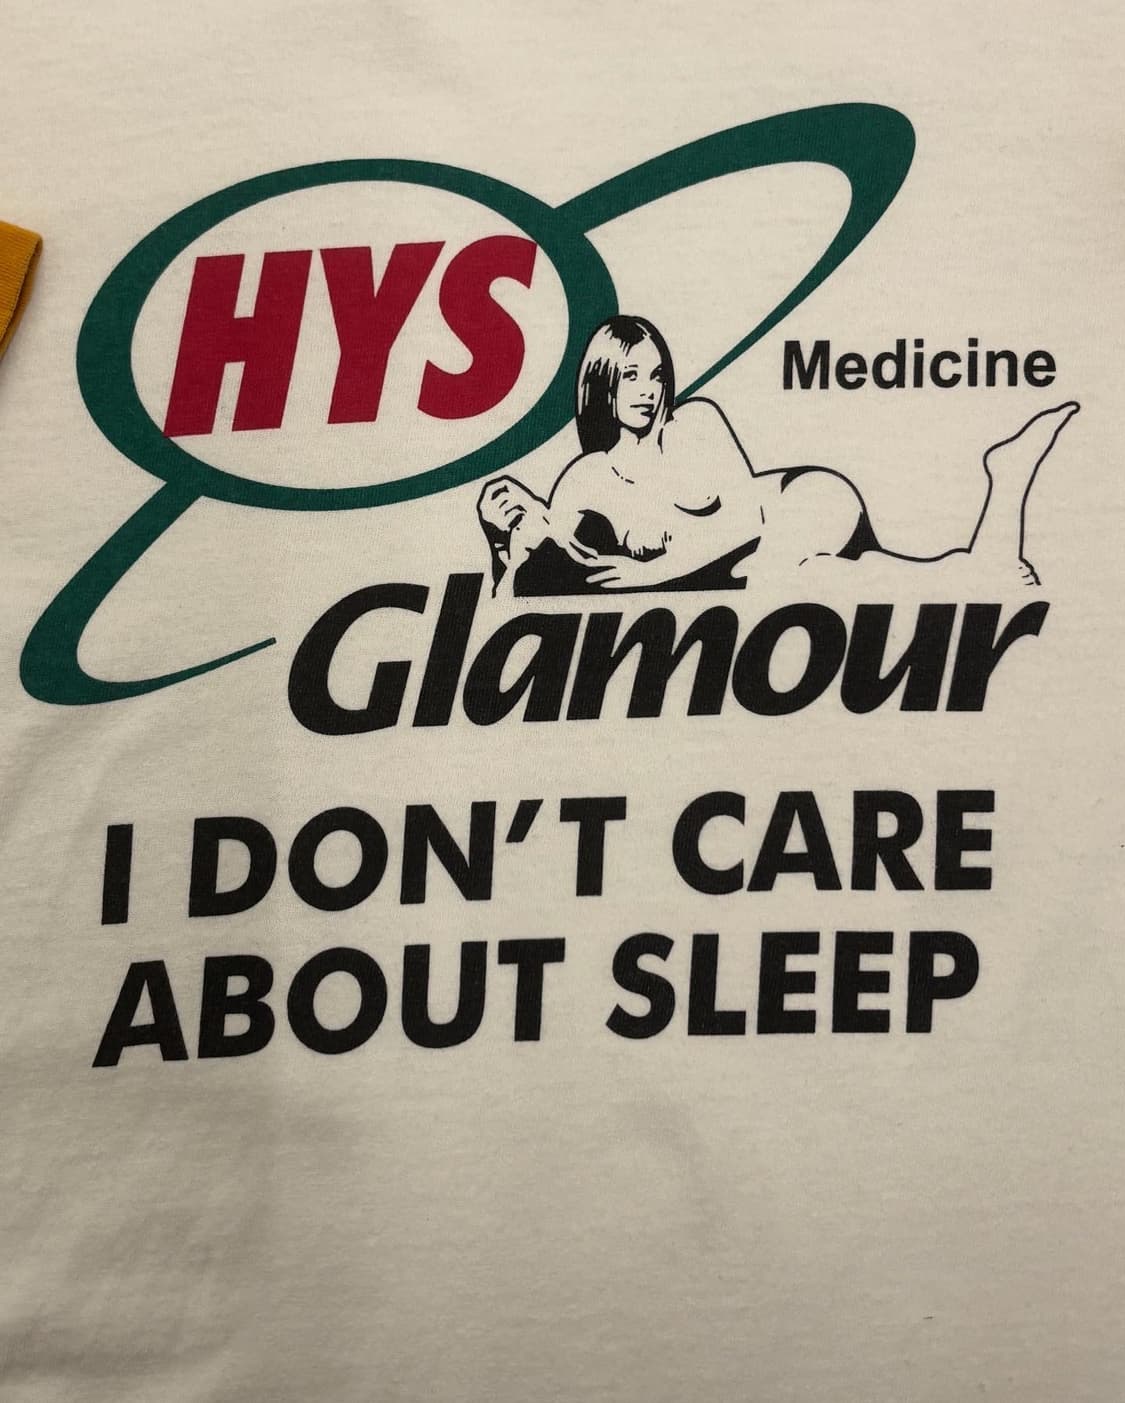 HYS
Medicine
Glamour
I DON'T CARE
ABOUT SLEEP